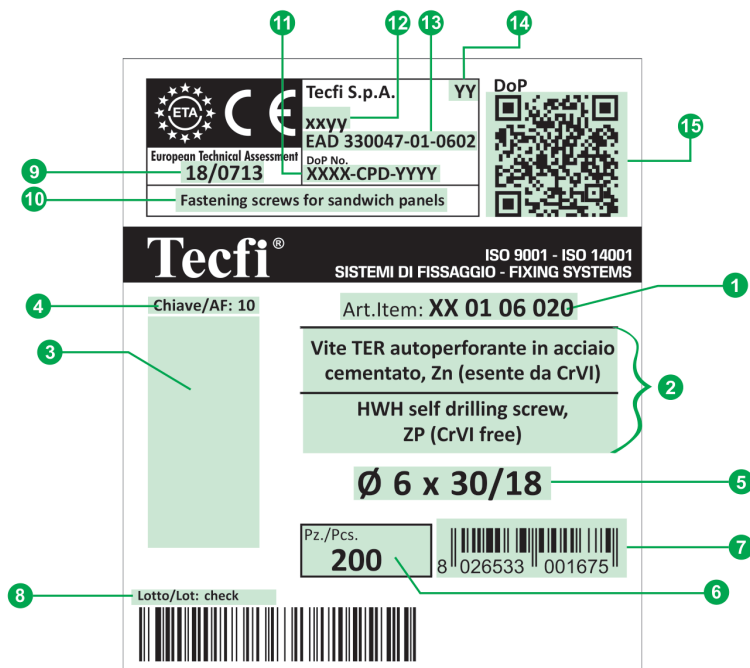 11
12
13
14
ETA
CE
European Technical Assessment
18/0713
Tecfi S.p.A.
YY
xxyy
EAD 330047-01-0602
DoP No.
XXXX-CPD-YYYY
Fastening screws for sandwich panels
DoP
15
9
10
Tecfi®
ISO 9001 - ISO 14001
SISTEMI DI FISSAGGIO - FIXING SYSTEMS
4
Chiave/AF: 10
Art.Item: XX 01 06 020
1
3
Vite TER autoperforante in acciaio
cementato, Zn (esente da CrVI)
2
HWH self drilling screw,
ZP (CrVI free)
Ø 6 x 30/18
5
Pz./Pcs.
200
8 026533 001675
7
6
8
Lotto/Lot: check